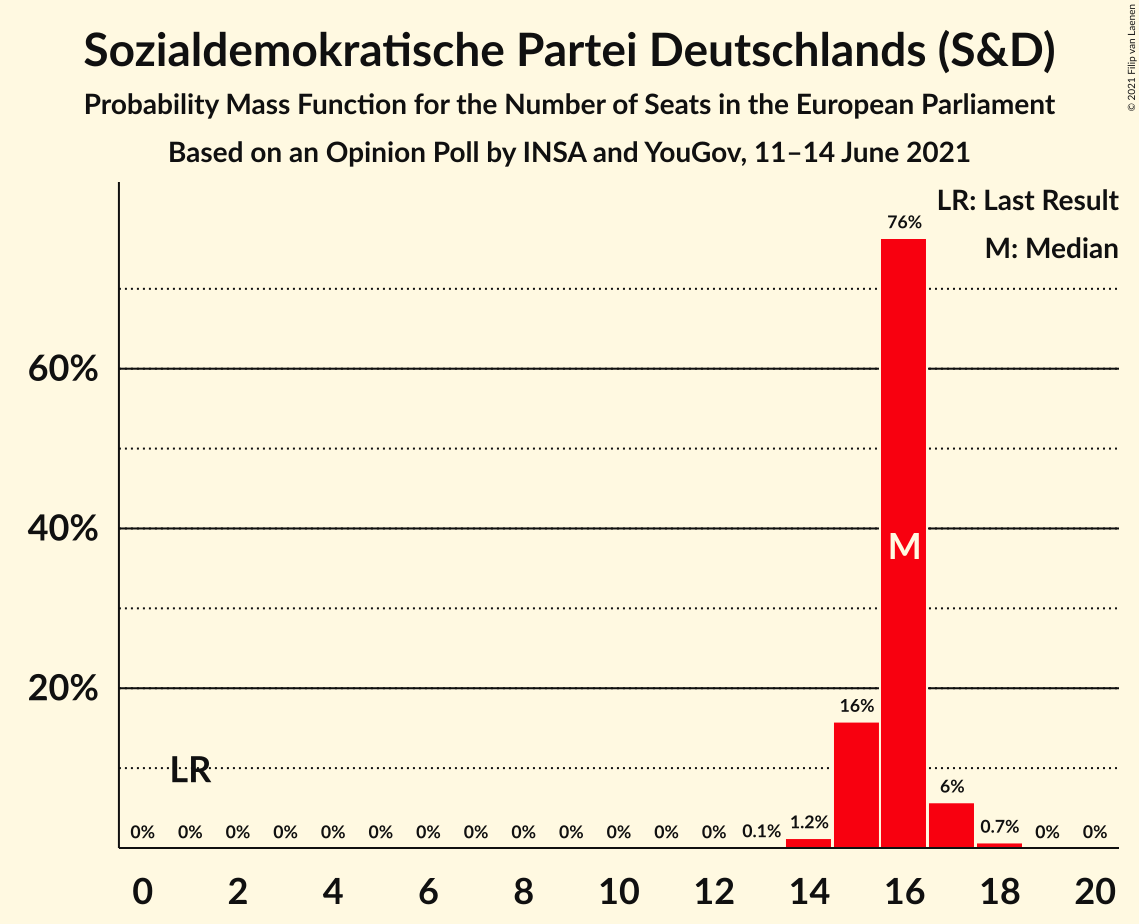 Sozialdemokratische Partei Deutschlands (S&D)
Probability Mass Function for the Number of Seats in the European Parliament
Based on an Opinion Poll by INSA and YouGov, 11–14 June 2021
© 2021 Filip van Laenen
LR: Last Result
M: Median
76%
60%
40%
M
20%
16%
LR
6%
0% 0% 0% 0% 0% 0% 0% 0% 0% 0% 0% 0% 0% 0.1% 1.2% 0.7% 0% 0%
0 2 4 6 8 10 12 14 16 18 20